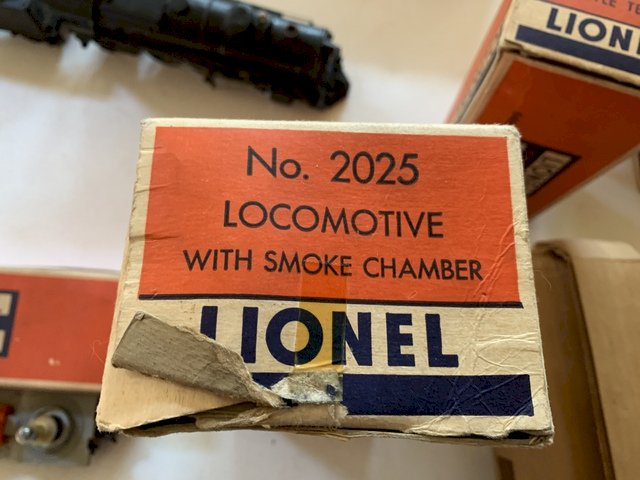 No. 2025
LOCOMOTIVE
WITH SMOKE CHAMBER
LIONEL
LION